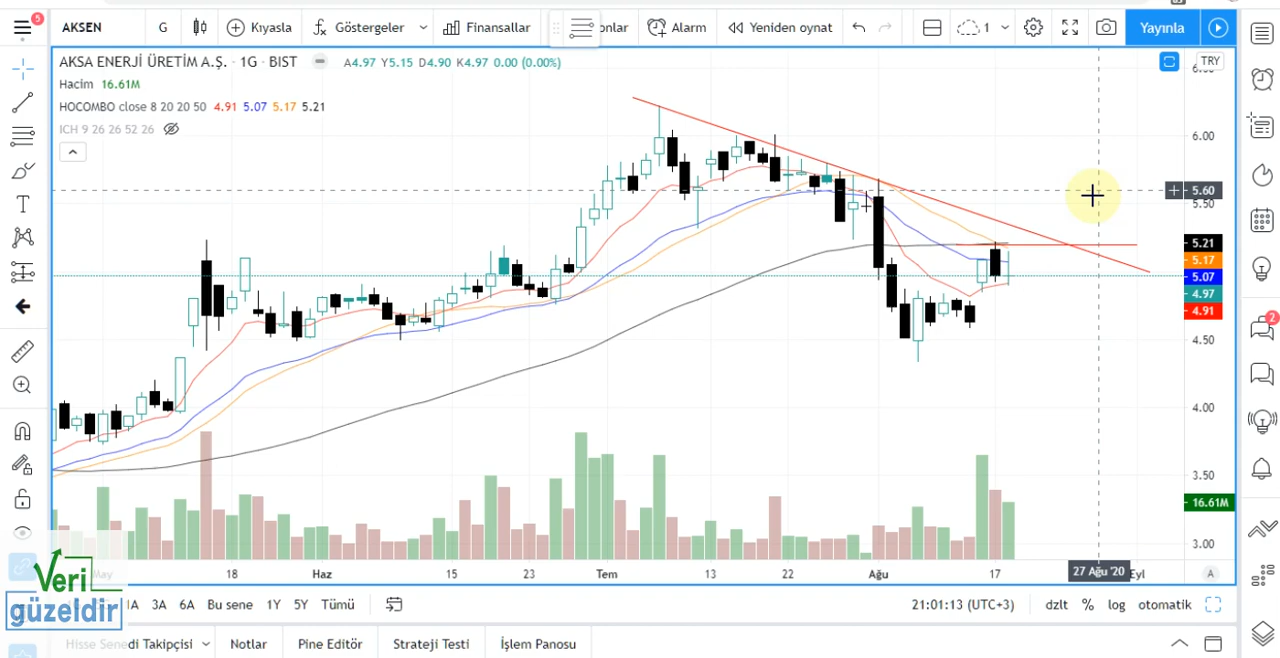 5
AKSEN
G
Kıyasla
Göstergeler
Finansallar
onlar
Alarm
Yeniden oynat
1
Yayınla
AKSA ENERJİ ÜRETİM A.Ş. · 1G · BIST
A4.97 Y5.15 D4.90 K4.97 0.00 (0.00%)
TRY
Hacim 16.61M
HOCOMBO close 8 20 20 50 4.91 5.07 5.17 5.21
ICH 9 26 26 52 26
6.00
5.60
5.50
5.21
5.17
5.07
4.97
4.91
4.50
4.00
3.50
16.61M
3.00
2
May
18
Haz
15
23
Tem
13
22
Ağu
17
27 Ağu '20
Eyl
A
Veri
güzeldir
3A
6A
Bu sene
1Y
5Y
Tümü
21:01:13 (UTC+3)
dzlt
%
log
otomatik
Hisse Senedi Takipçisi
Notlar
Pine Editör
Strateji Testi
İşlem Panosu